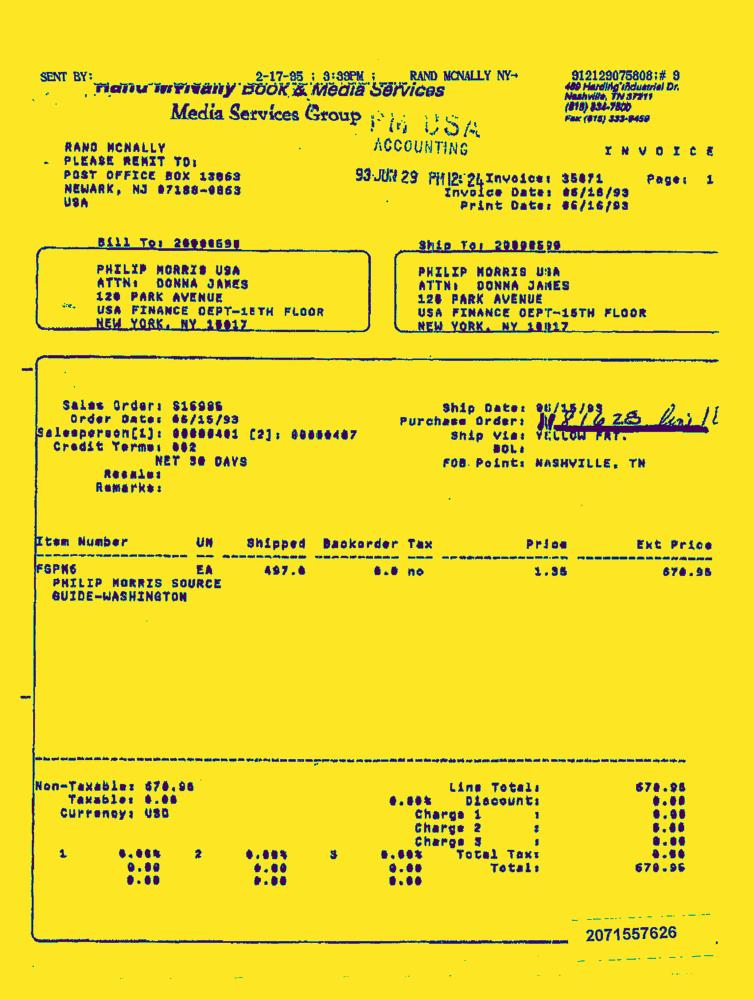 SENT BY: 2-17-95 ; 3:39PM ; RAND MCNALLY NY→ 912129075808;# 9
Rand McNally Book & Media Services
Media Services Group
489 Harding Industrial Dr.
Nashville, TN 37211
(615) 834-7500
Fax (615) 333-9459
PM USA
ACCOUNTING
93 JUN 29 PM 12:24
INVOICE
RAND MCNALLY
PLEASE REMIT TO:
POST OFFICE BOX 13863
NEWARK, NJ 07188-0863
USA
Invoice: 35871 Page: 1
Invoice Date: 06/16/93
Print Date: 06/16/93
Bill To: Ship To:
PHILIP MORRIS USA PHILIP MORRIS USA
ATTN: DONNA JAMES ATTN: DONNA JAMES
120 PARK AVENUE 120 PARK AVENUE
USA FINANCE DEPT-15TH FLOOR USA FINANCE DEPT-15TH FLOOR
NEW YORK, NY 10017 NEW YORK, NY 10017
Sales Order: S16985 Ship Date: 06/15/93
Order Date: 06/15/93 Purchase Order:
Salesperson[1]: 00000401 [2]: 00000407 Ship Via: YELLOW FRT.
Credit Terms: 002 BOL:
NET 30 DAYS FOB Point: NASHVILLE, TN
Resale:
Remarks:
Item Number UM Shipped Backorder Tax Price Ext Price
FGPM6 EA 497.0 0.0 no 1.35 670.95
PHILIP MORRIS SOURCE
GUIDE-WASHINGTON
Non-Taxable: 670.95 Line Total: 670.95
Taxable: 0.00 0.00% Discount: 0.00
Currency: USD Charge 1 : 0.00
Charge 2 : 0.00
Charge 3 : 0.00
1 0.00% 2 0.00% 3 0.00% Total Tax: 0.00
0.00 0.00 0.00 Total: 670.95
0.00 0.00 0.00
2071557626